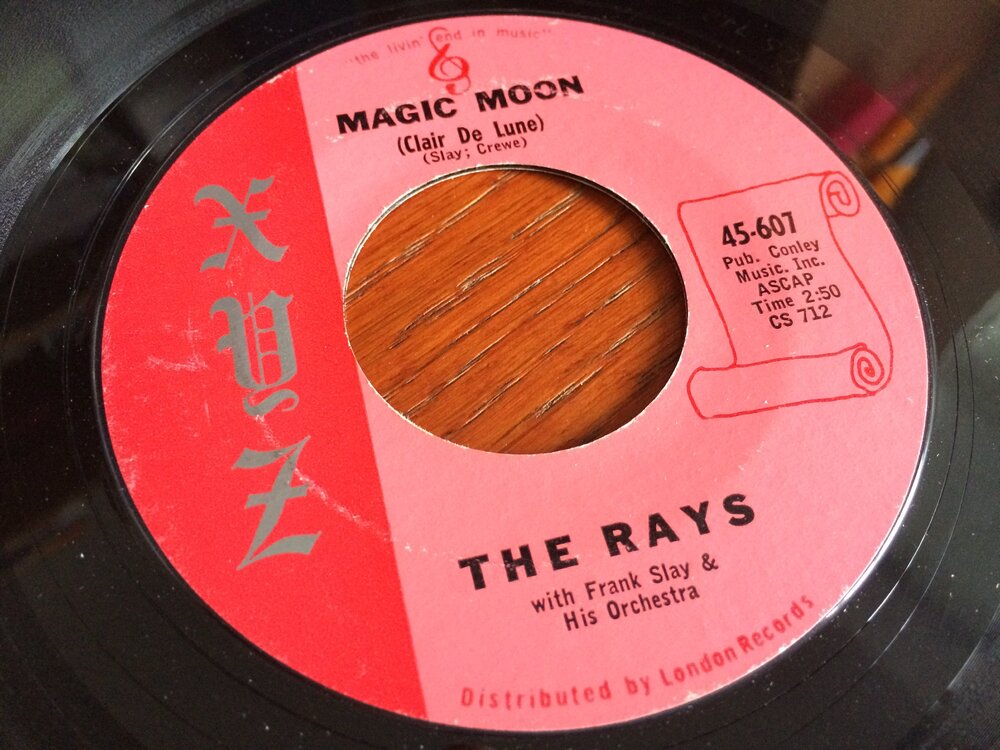 "the livin' end in music"
MAGIC MOON
(Clair De Lune)
(Slay; Crewe)
XYZ
45-607
Pub. Conley
Music. Inc.
ASCAP
Time 2:50
CS 712
THE RAYS
with Frank Slay &
His Orchestra
Distributed by London Records